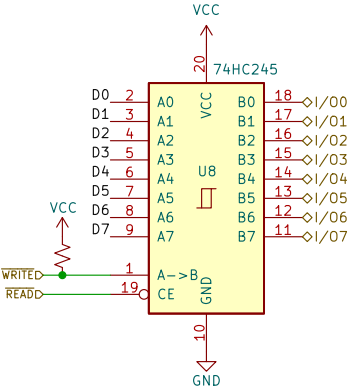 VCC
20
74HC245
D0 2 A0 VCC B0 18 I/O0
D1 3 A1 B1 17 I/O1
D2 4 A2 B2 16 I/O2
D3 5 A3 B3 15 I/O3
D4 6 A4 U8 B4 14 I/O4
D5 7 A5 B5 13 I/O5
D6 8 A6 B6 12 I/O6
D7 9 A7 B7 11 I/O7
VCC
WRITE 1 A->B
READ 19 CE GND
10
GND